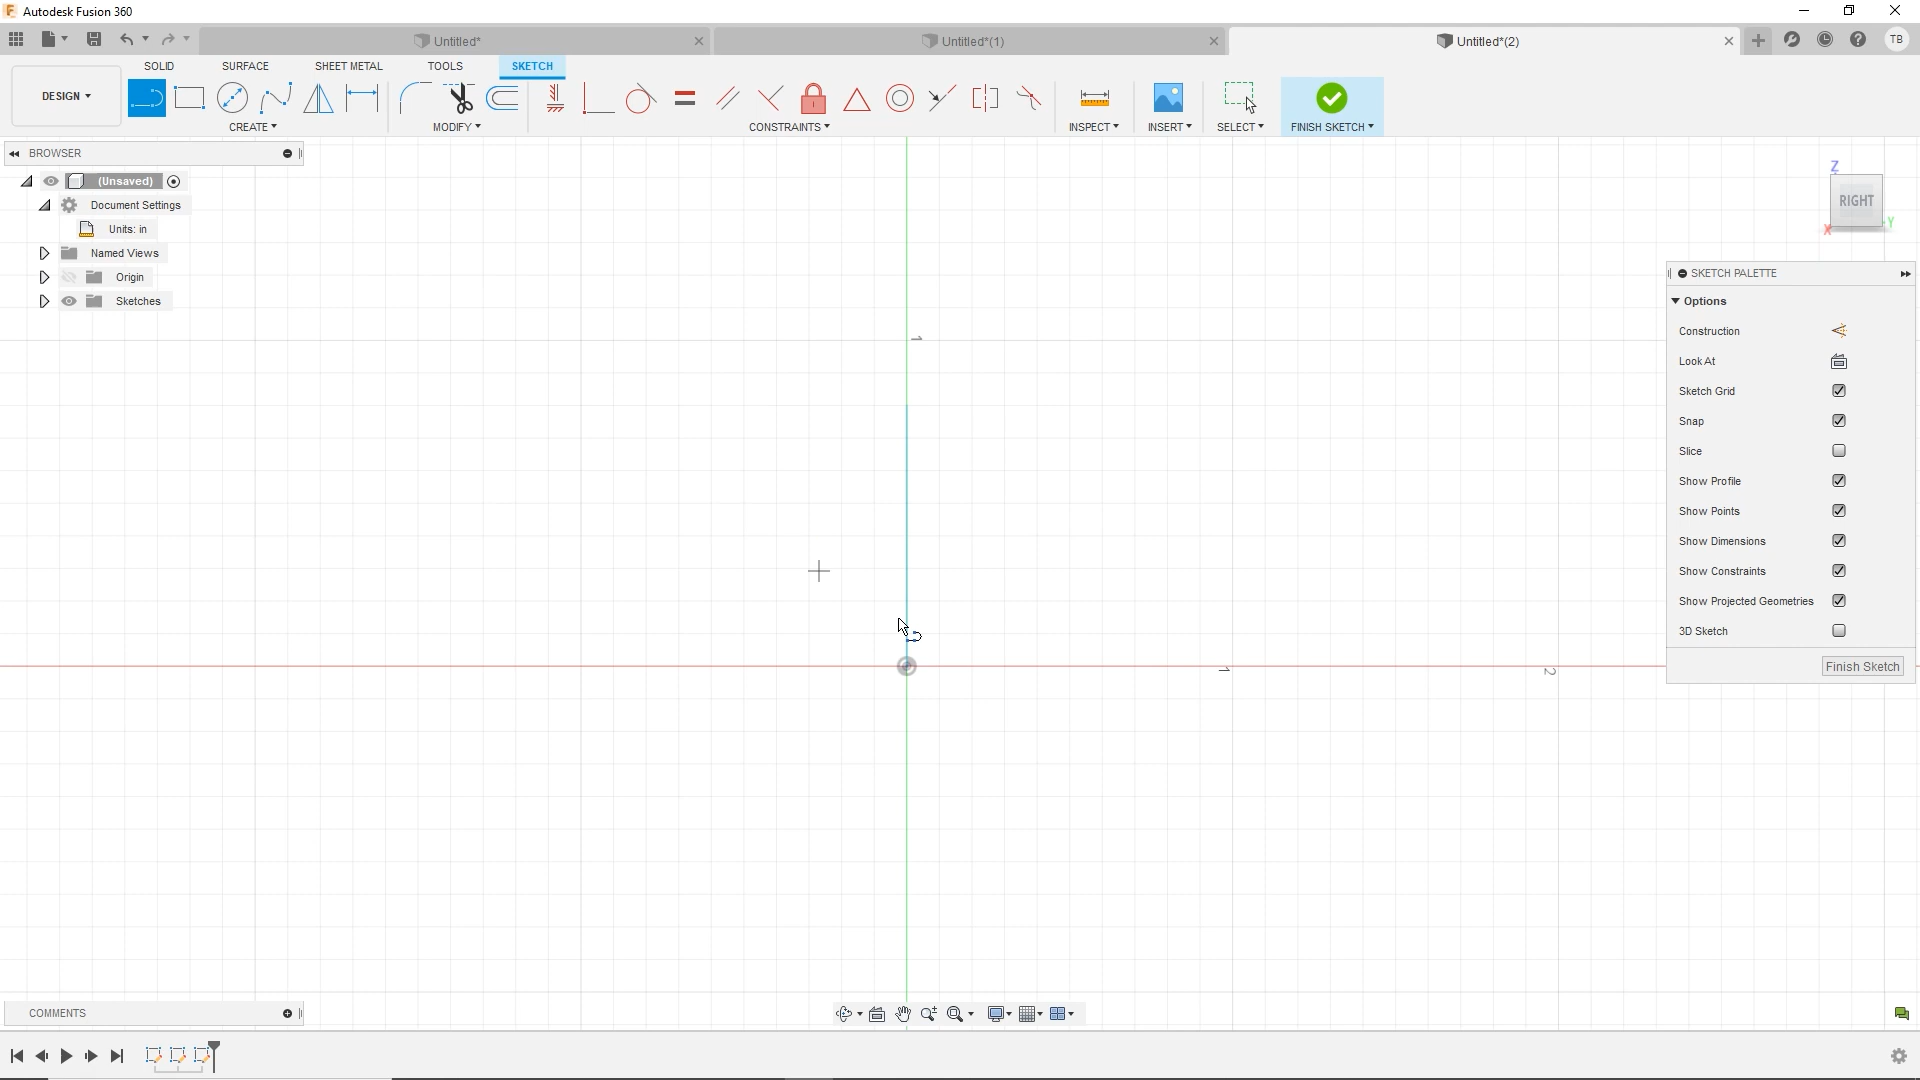 Autodesk Fusion 360
Untitled*
Untitled*(1)
Untitled*(2)
TB
SOLID
SURFACE
SHEET METAL
TOOLS
SKETCH
DESIGN
CREATE
MODIFY
CONSTRAINTS
INSPECT
INSERT
SELECT
FINISH SKETCH
BROWSER
(Unsaved)
Document Settings
Units: in
Named Views
Origin
Sketches
Z
RIGHT
Y
X
SKETCH PALETTE
Options
Construction
Look At
Sketch Grid
Snap
Slice
Show Profile
Show Points
Show Dimensions
Show Constraints
Show Projected Geometries
3D Sketch
Finish Sketch
1
1
2
COMMENTS